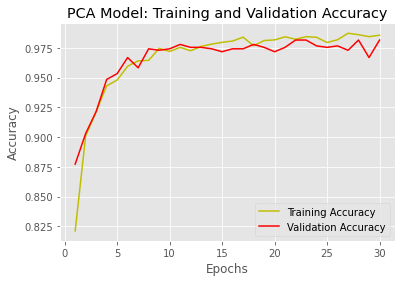 PCA Model: Training and Validation Accuracy
Accuracy
0.975
0.950
0.925
0.900
0.875
0.850
0.825
0
5
10
15
20
25
30
Epochs
Training Accuracy
Validation Accuracy